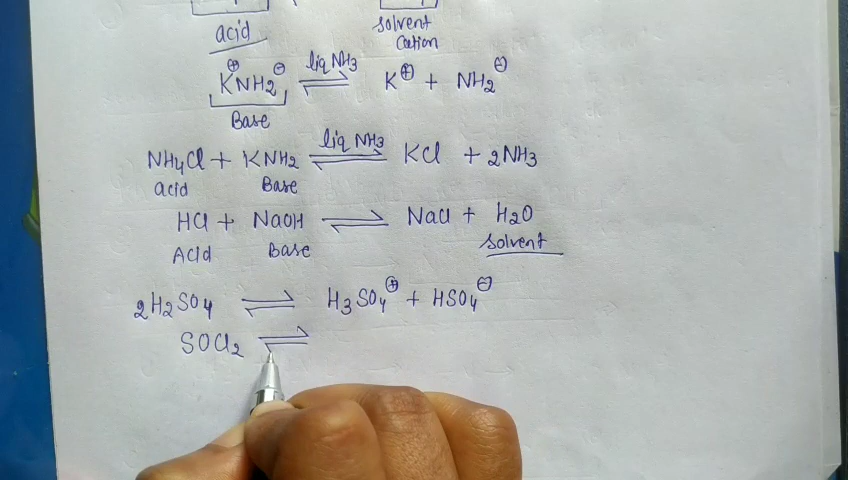 acid solvent
Cation
K⊕NH2⊖ liq NH3 ⇌ K⊕ + NH2⊖
Base
NH4Cl + KNH2 liq NH3 ⇌ KCl + 2NH3
acid Base
HCl + NaOH ⇌ NaCl + H2O
Acid Base Solvent
2H2SO4 ⇌ H3SO4⊕ + HSO4⊖
SOCl2 ⇌